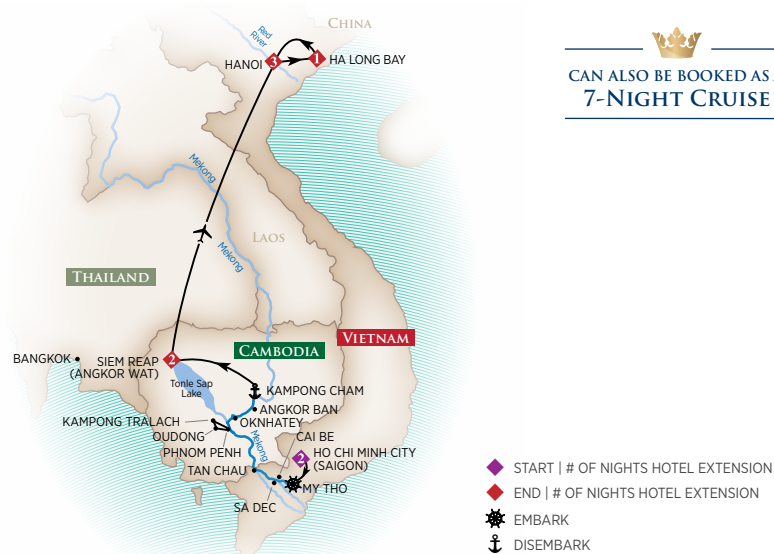 CHINA
Red
River
HANOI
3
1
HA LONG BAY
Mekong
Mekong
LAOS
THAILAND
VIETNAM
CAMBODIA
BANGKOK
SIEM REAP
(ANGKOR WAT)
2
Tonle Sap
Lake
KAMPONG CHAM
ANGKOR BAN
OKNHATEY
KAMPONG TRALACH
OUDONG
PHNOM PENH
Mekong
CAI BE
2
HO CHI MINH CITY
(SAIGON)
TAN CHAU
MY THO
SA DEC
CAN ALSO BE BOOKED AS
7-NIGHT CRUISE
START | # OF NIGHTS HOTEL EXTENSION
END | # OF NIGHTS HOTEL EXTENSION
EMBARK
DISEMBARK